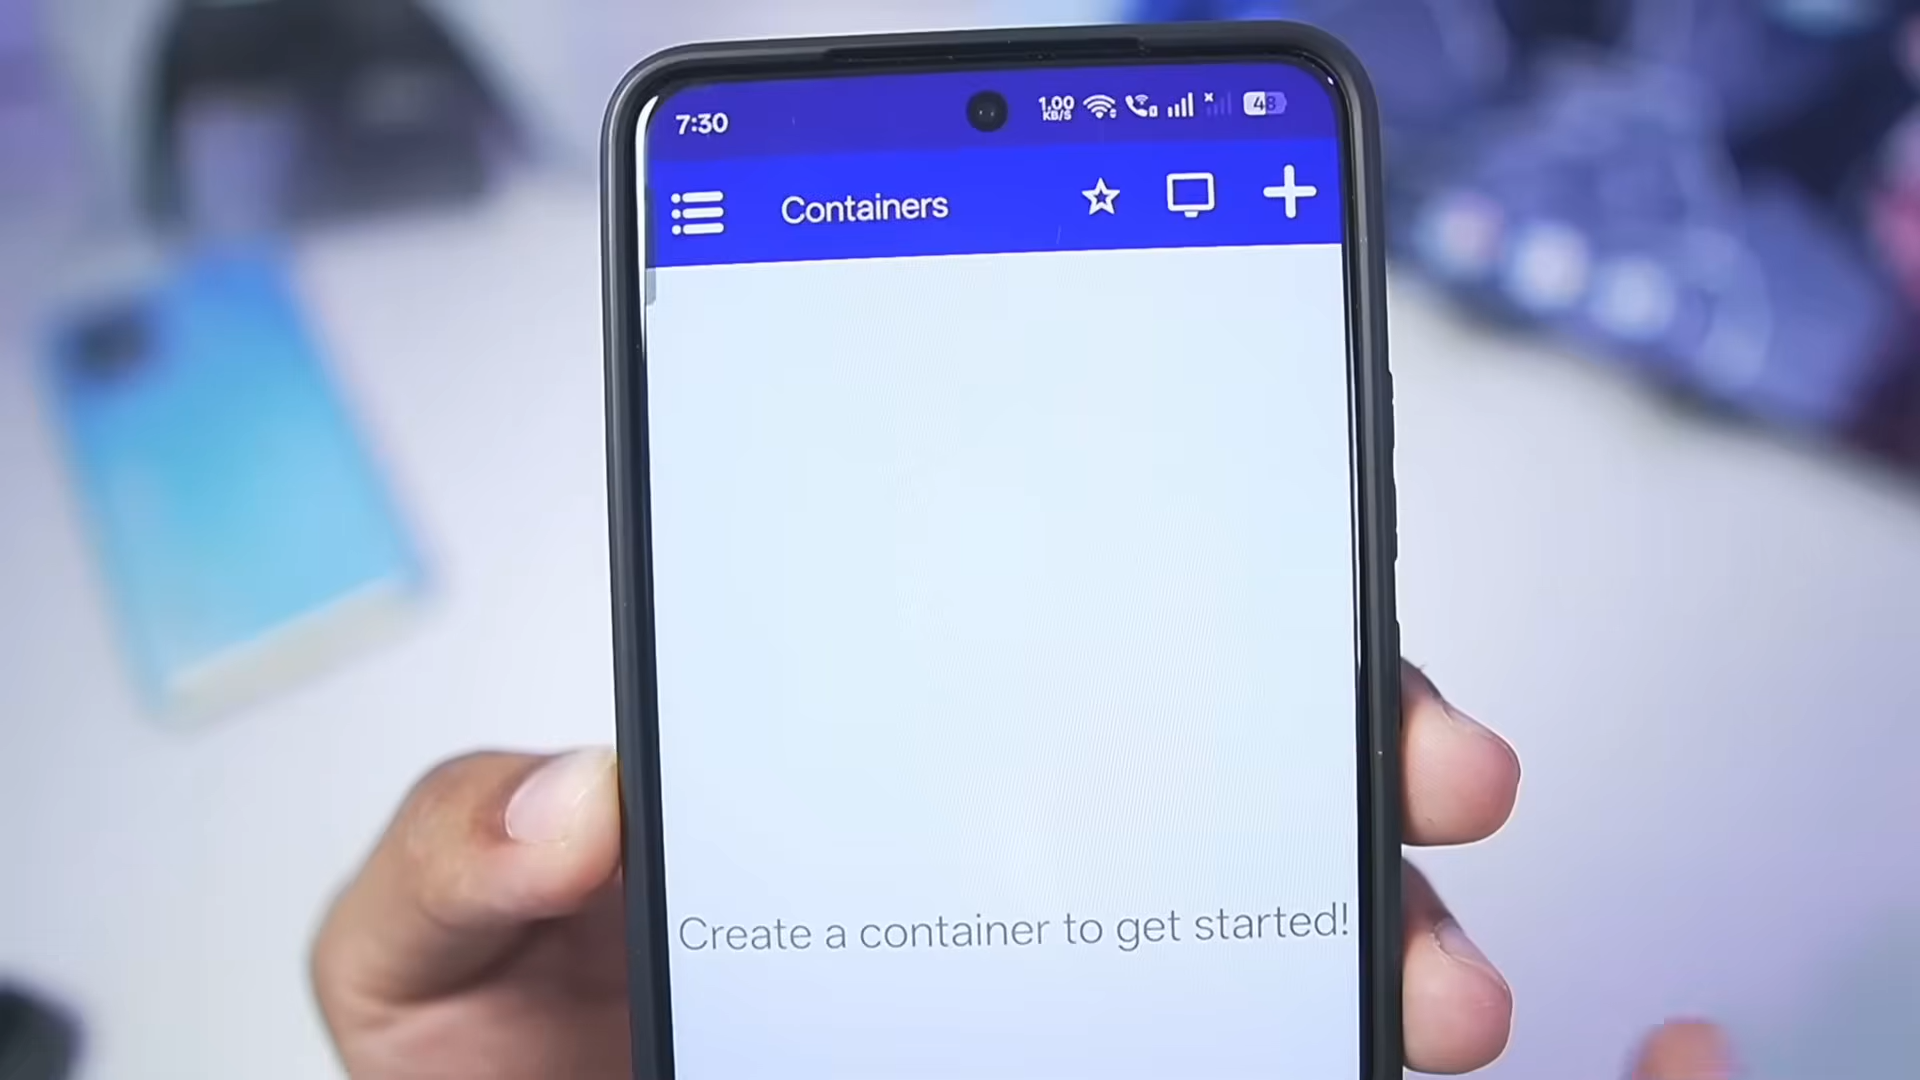 7:30
1.00
KB/S
48
Containers
Create a container to get started!